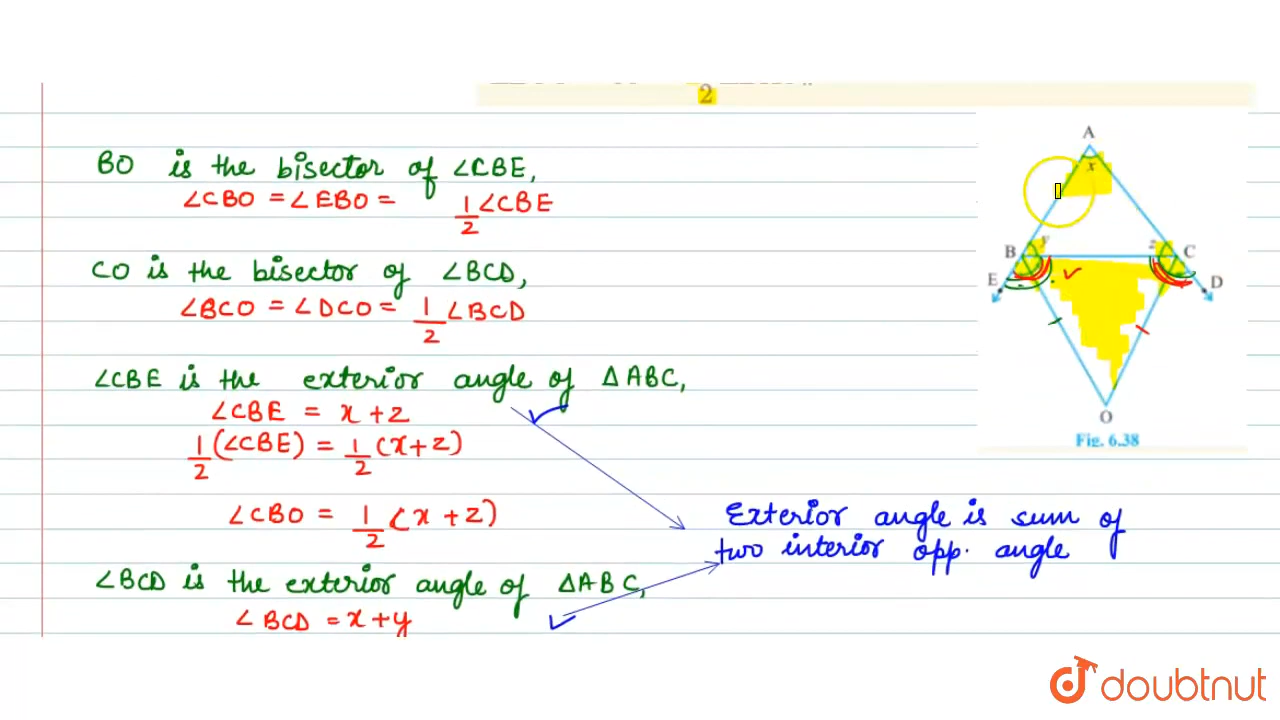 2
BO is the bisector of ∠CBE,
∠CBO = ∠EBO = 1/2 ∠CBE
CO is the bisector of ∠BCD,
∠BCO = ∠DCO = 1/2 ∠BCD
∠CBE is the exterior angle of △ABC,
∠CBE = x + z
1/2 (∠CBE) = 1/2 (x + z)
∠CBO = 1/2 (x + z)
∠BCD is the exterior angle of △ABC,
∠BCD = x + y
Exterior angle is sum of
two interior opp. angle
A
x
B y z C
E D
O
Fig. 6.38
doubtnut